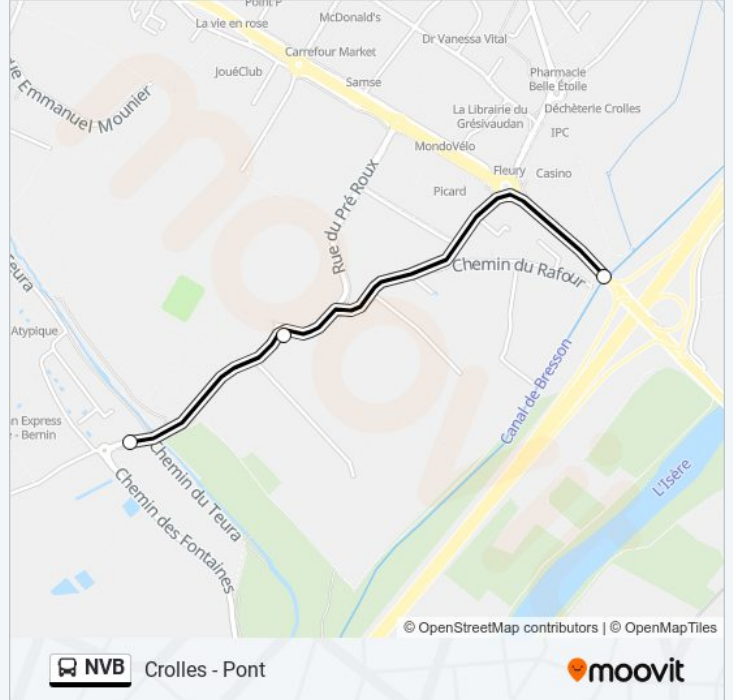 Point P
La vie en rose
McDonald's
Dr Vanessa Vital
Carrefour Market
JouéClub
Samse
Pharmacie
Belle Étoile
La Librairie du
Grésivaudan
Déchèterie Crolles
IPC
MondoVélo
Fleury
Casino
Picard
ue Emmanuel Mounier
Rue du Pré Roux
Chemin du Rafour
Teura
Atypique
Canal de Bresson
n Express
e - Bernin
Chemin du Teura
Chemin des Fontaines
L'Isère
moovit
© OpenStreetMap contributors | © OpenMapTiles
NVB Crolles - Pont
moovit